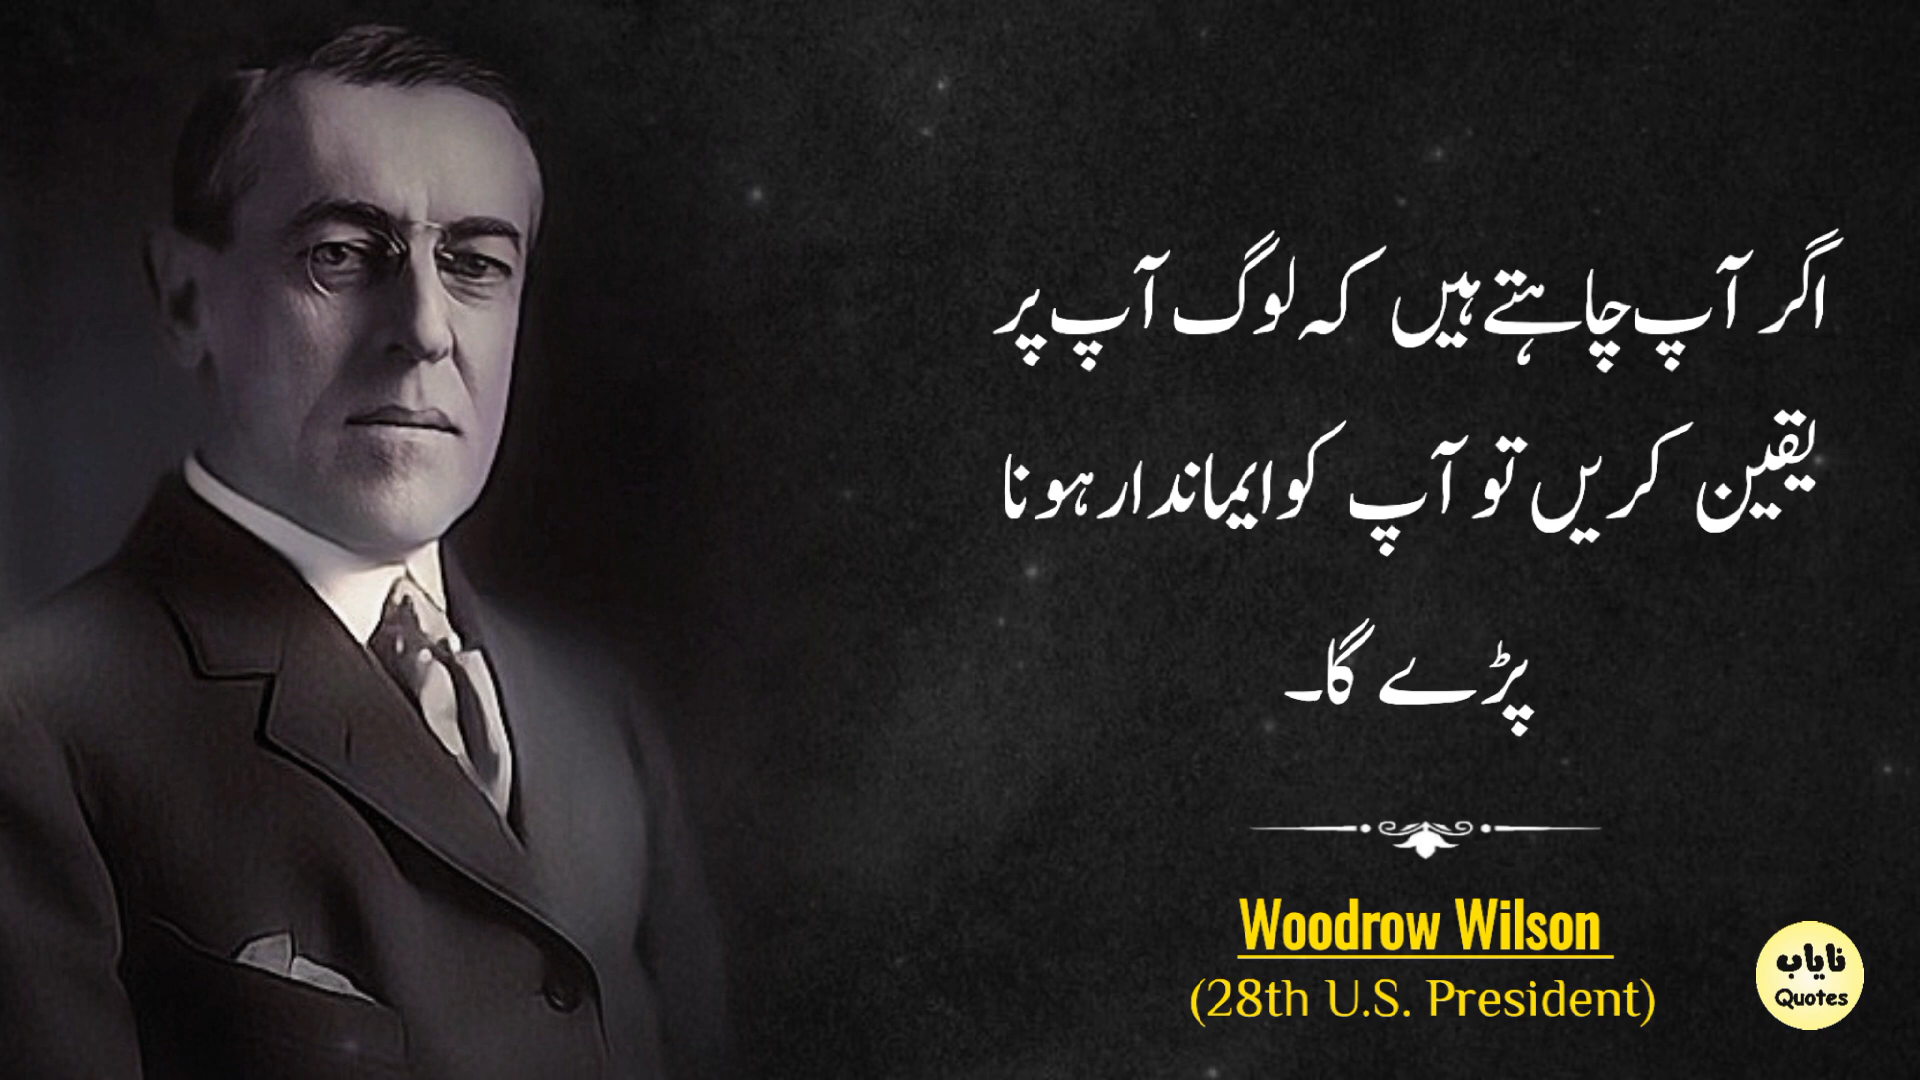 اگر آپ چاہتے ہیں کہ لوگ آپ پر
یقین کریں تو آپ کو ایماندار ہونا
پڑے گا۔
Woodrow Wilson
(28th U.S. President)
نایاب
Quotes